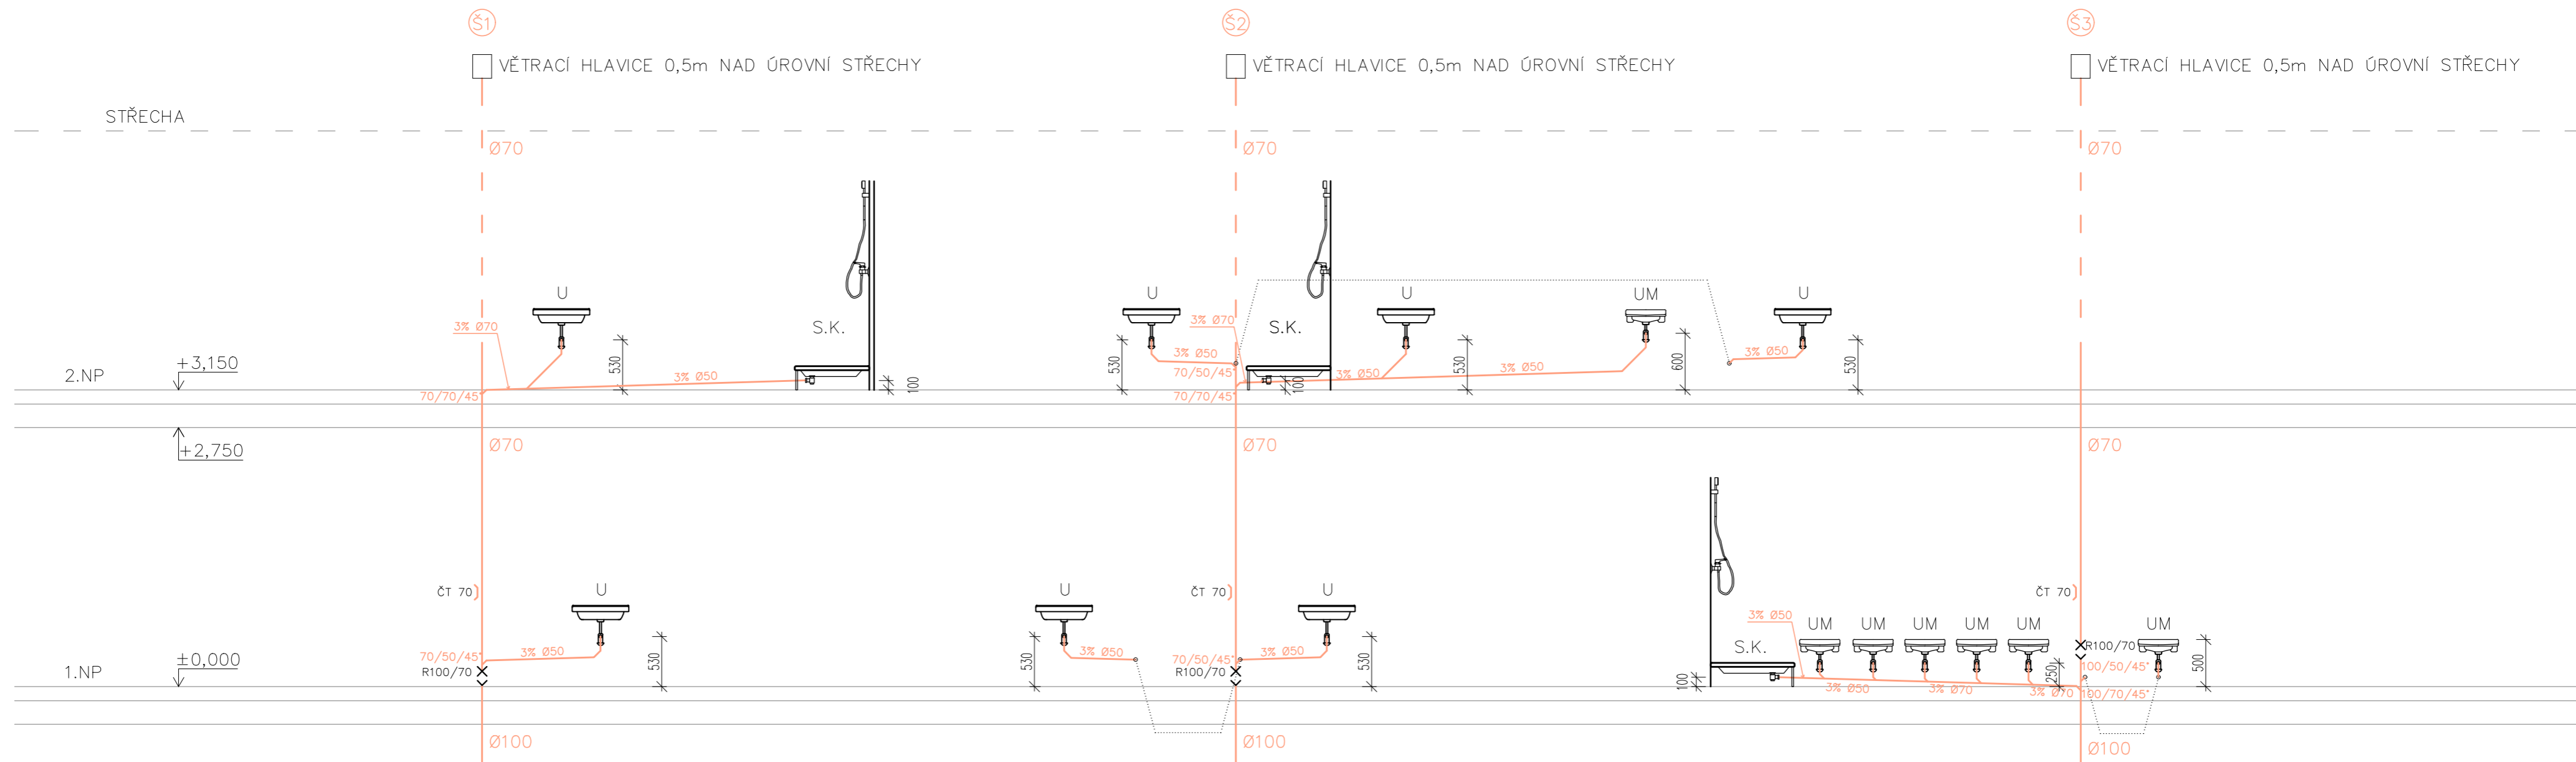 Š1 Š2 Š3
VĚTRACÍ HLAVICE 0,5m NAD ÚROVNÍ STŘECHY VĚTRACÍ HLAVICE 0,5m NAD ÚROVNÍ STŘECHY VĚTRACÍ HLAVICE 0,5m NAD ÚROVNÍ STŘECHY
STŘECHA
Ø70 Ø70 Ø70
U U U UM U
3% Ø70 S.K. 3% Ø70 S.K.
530 530 530 600 530
3% Ø50 3% Ø50
2.NP +3,150 3% Ø50 70/50/45° 3% Ø50 3% Ø50
100 100
70/70/45° 70/70/45°
+2,750 Ø70 Ø70 Ø70
ČT 70 U U ČT 70 U ČT 70
3% Ø50 UM UM UM UM UM UM
S.K. R100/70
70/50/45° 3% Ø50 530 530 3% Ø50 70/50/45° 3% Ø50 530 100/50/45° 500
1.NP ±0,000 R100/70 R100/70 100 250
3% Ø50 3% Ø70 3% Ø70 100/70/45°
Ø100 Ø100 Ø100